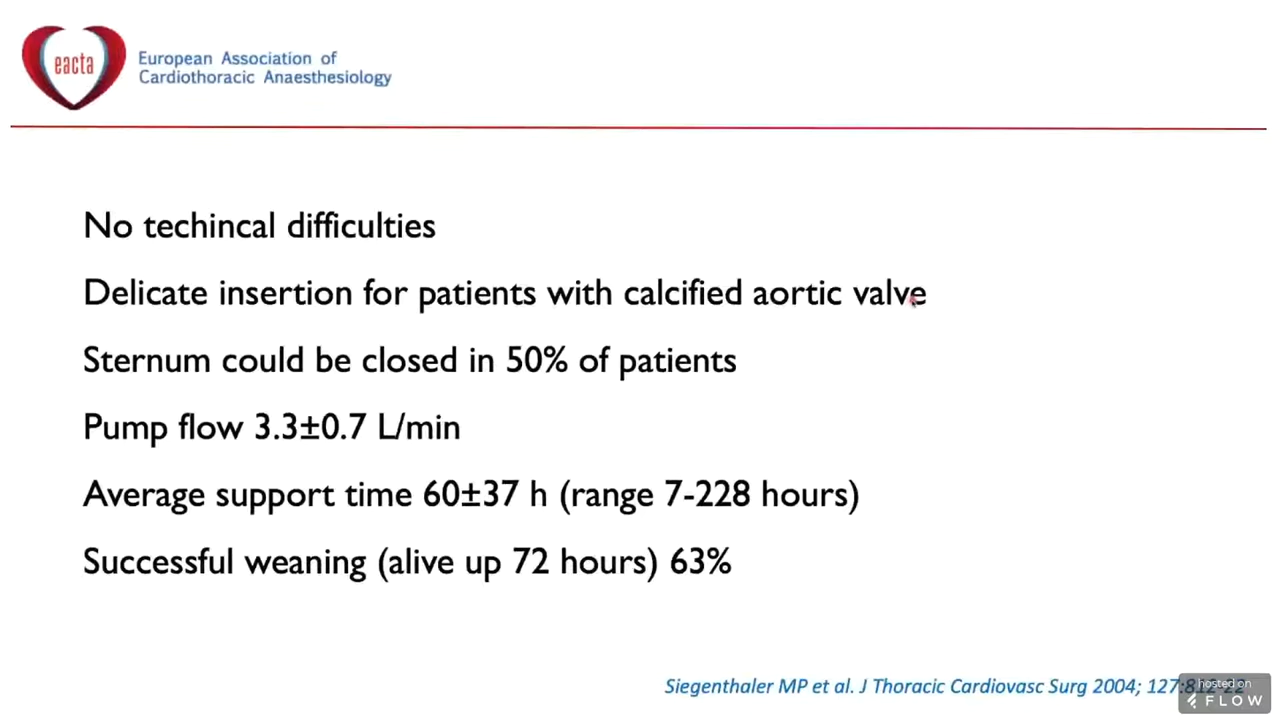 eacta
European Association of
Cardiothoracic Anaesthesiology
No techincal difficulties
Delicate insertion for patients with calcified aortic valve
Sternum could be closed in 50% of patients
Pump flow 3.3±0.7 L/min
Average support time 60±37 h (range 7-228 hours)
Successful weaning (alive up 72 hours) 63%
Siegenthaler MP et al. J Thoracic Cardiovasc Surg 2004; 127:812-22
hosted on
FLOW